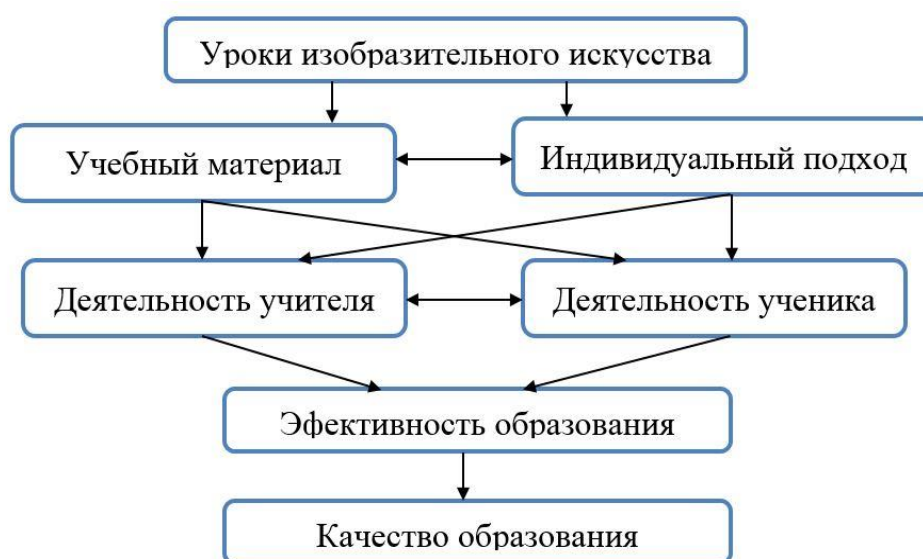 Уроки изобразительного искусства
Учебный материал
Индивидуальный подход
Деятельность учителя
Деятельность ученика
Эфективность образования
Качество образования